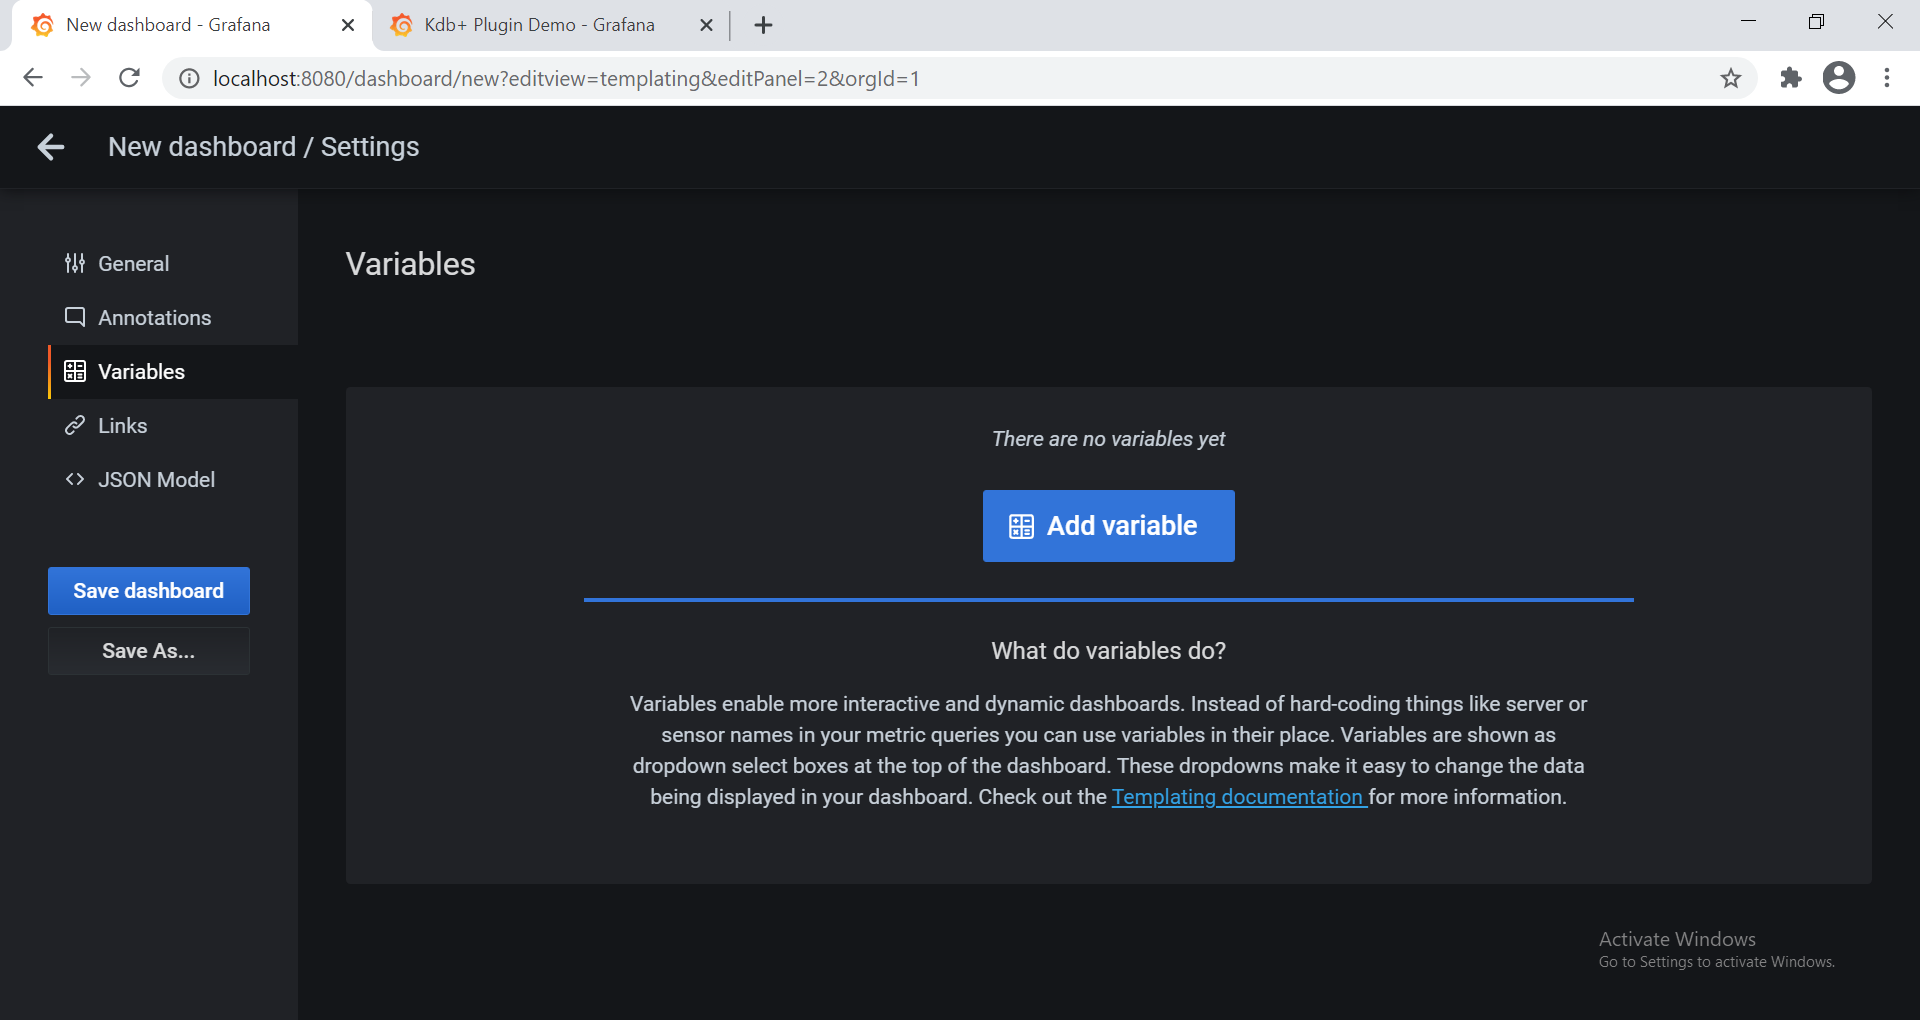 New dashboard - Grafana
Kdb+ Plugin Demo - Grafana
localhost:8080/dashboard/new?editview=templating&editPanel=2&orgId=1
New dashboard / Settings
General
Annotations
Variables
Links
JSON Model
Save dashboard
Save As...
Variables
There are no variables yet
Add variable
What do variables do?
Variables enable more interactive and dynamic dashboards. Instead of hard-coding things like server or
sensor names in your metric queries you can use variables in their place. Variables are shown as
dropdown select boxes at the top of the dashboard. These dropdowns make it easy to change the data
being displayed in your dashboard. Check out the Templating documentation for more information.
Activate Windows
Go to Settings to activate Windows.